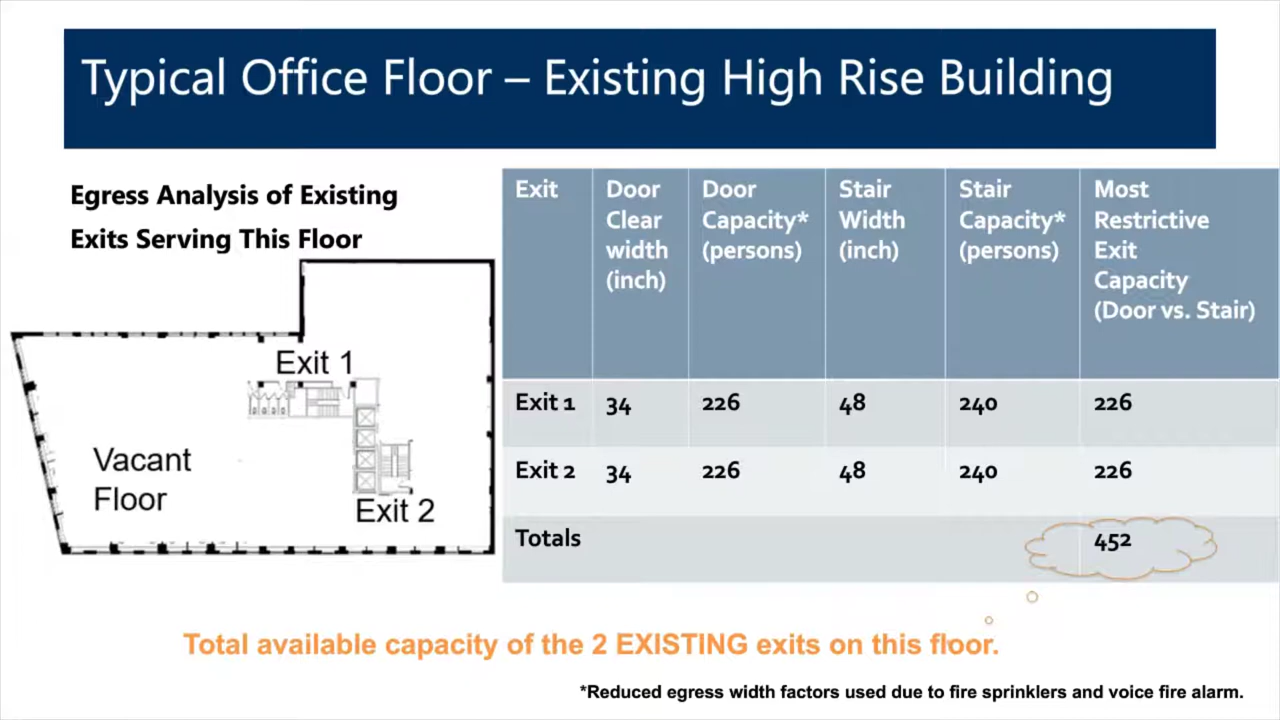 Typical Office Floor – Existing High Rise Building
Egress Analysis of Existing
Exits Serving This Floor
Exit 1
Vacant
Floor
Exit 2
Exit
Door
Clear
width
(inch)
Door
Capacity*
(persons)
Stair
Width
(inch)
Stair
Capacity*
(persons)
Most
Restrictive
Exit
Capacity
(Door vs. Stair)
Exit 1 34 226 48 240 226
Exit 2 34 226 48 240 226
Totals 452
Total available capacity of the 2 EXISTING exits on this floor.
*Reduced egress width factors used due to fire sprinklers and voice fire alarm.